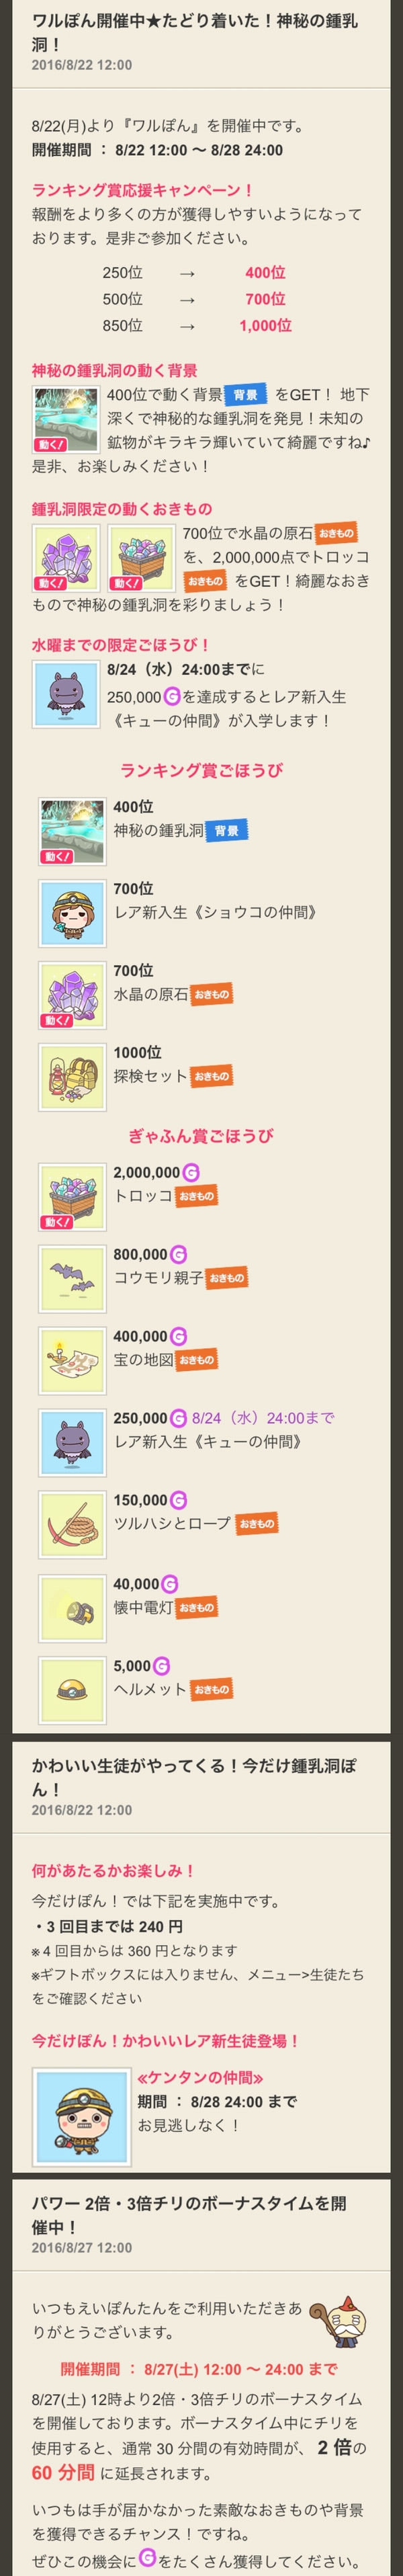 ワルぽん開催中★たどり着いた！神秘の鍾乳
洞！
2016/8/22 12:00
8/22(月)より『ワルぽん』を開催中です。
開催期間 ： 8/22 12:00 〜 8/28 24:00
ランキング賞応援キャンペーン！
報酬をより多くの方が獲得しやすいようになって
おります。是非ご参加ください。
250位 → 400位
500位 → 700位
850位 → 1,000位
神秘の鍾乳洞の動く背景
動く!
400位で動く背景 背景 をGET！ 地下
深くで神秘的な鍾乳洞を発見！未知の
鉱物がキラキラ輝いていて綺麗ですね♪
是非、お楽しみください！
鍾乳洞限定の動くおきもの
動く! 動く!
700位で水晶の原石 おきもの
を、2,000,000点でトロッコ
おきもの をGET！綺麗なおき
もので神秘の鍾乳洞を彩りましょう！
水曜までの限定ごほうび！
8/24（水）24:00までに
250,000Gを達成するとレア新入生
《キューの仲間》が入学します！
ランキング賞ごほうび
動く!
400位
神秘の鍾乳洞 背景
700位
レア新入生《ショウコの仲間》
動く!
700位
水晶の原石 おきもの
1000位
探検セット おきもの
ぎゃふん賞ごほうび
動く!
2,000,000G
トロッコ おきもの
800,000G
コウモリ親子 おきもの
400,000G
宝の地図 おきもの
250,000G 8/24（水）24:00まで
レア新入生《キューの仲間》
150,000G
ツルハシとロープ おきもの
40,000G
懐中電灯 おきもの
5,000G
ヘルメット おきもの
かわいい生徒がやってくる！今だけ鍾乳洞ぽ
ん！
2016/8/22 12:00
何があたるかお楽しみ！
今だけぽん！では下記を実施中です。
・3 回目までは 240 円
※4 回目からは 360 円となります
※ギフトボックスには入りません、メニュー>生徒たち
をご確認ください
今だけぽん！かわいいレア新生徒登場！
≪ケンタンの仲間≫
期間 ： 8/28 24:00 まで
お見逃しなく！
パワー 2倍・3倍チリのボーナスタイムを開
催中！
2016/8/27 12:00
いつもえいぽんたんをご利用いただきあ
りがとうございます。
開催期間 ： 8/27(土) 12:00 〜 24:00 まで
8/27(土) 12時より2倍・3倍チリのボーナスタイム
を開催しております。ボーナスタイム中にチリを
使用すると、通常 30 分間の有効時間が、 2 倍の
60 分間 に延長されます。
いつもは手が届かなかった素敵なおきものや背景
を獲得できるチャンス！ですね。
ぜひこの機会にGをたくさん獲得してください。